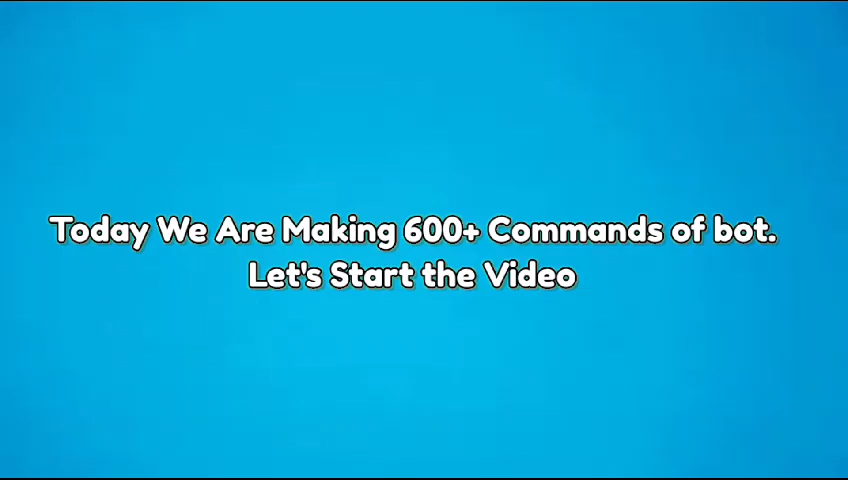 Today We Are Making 600+ Commands of bot.
Let's Start the Video